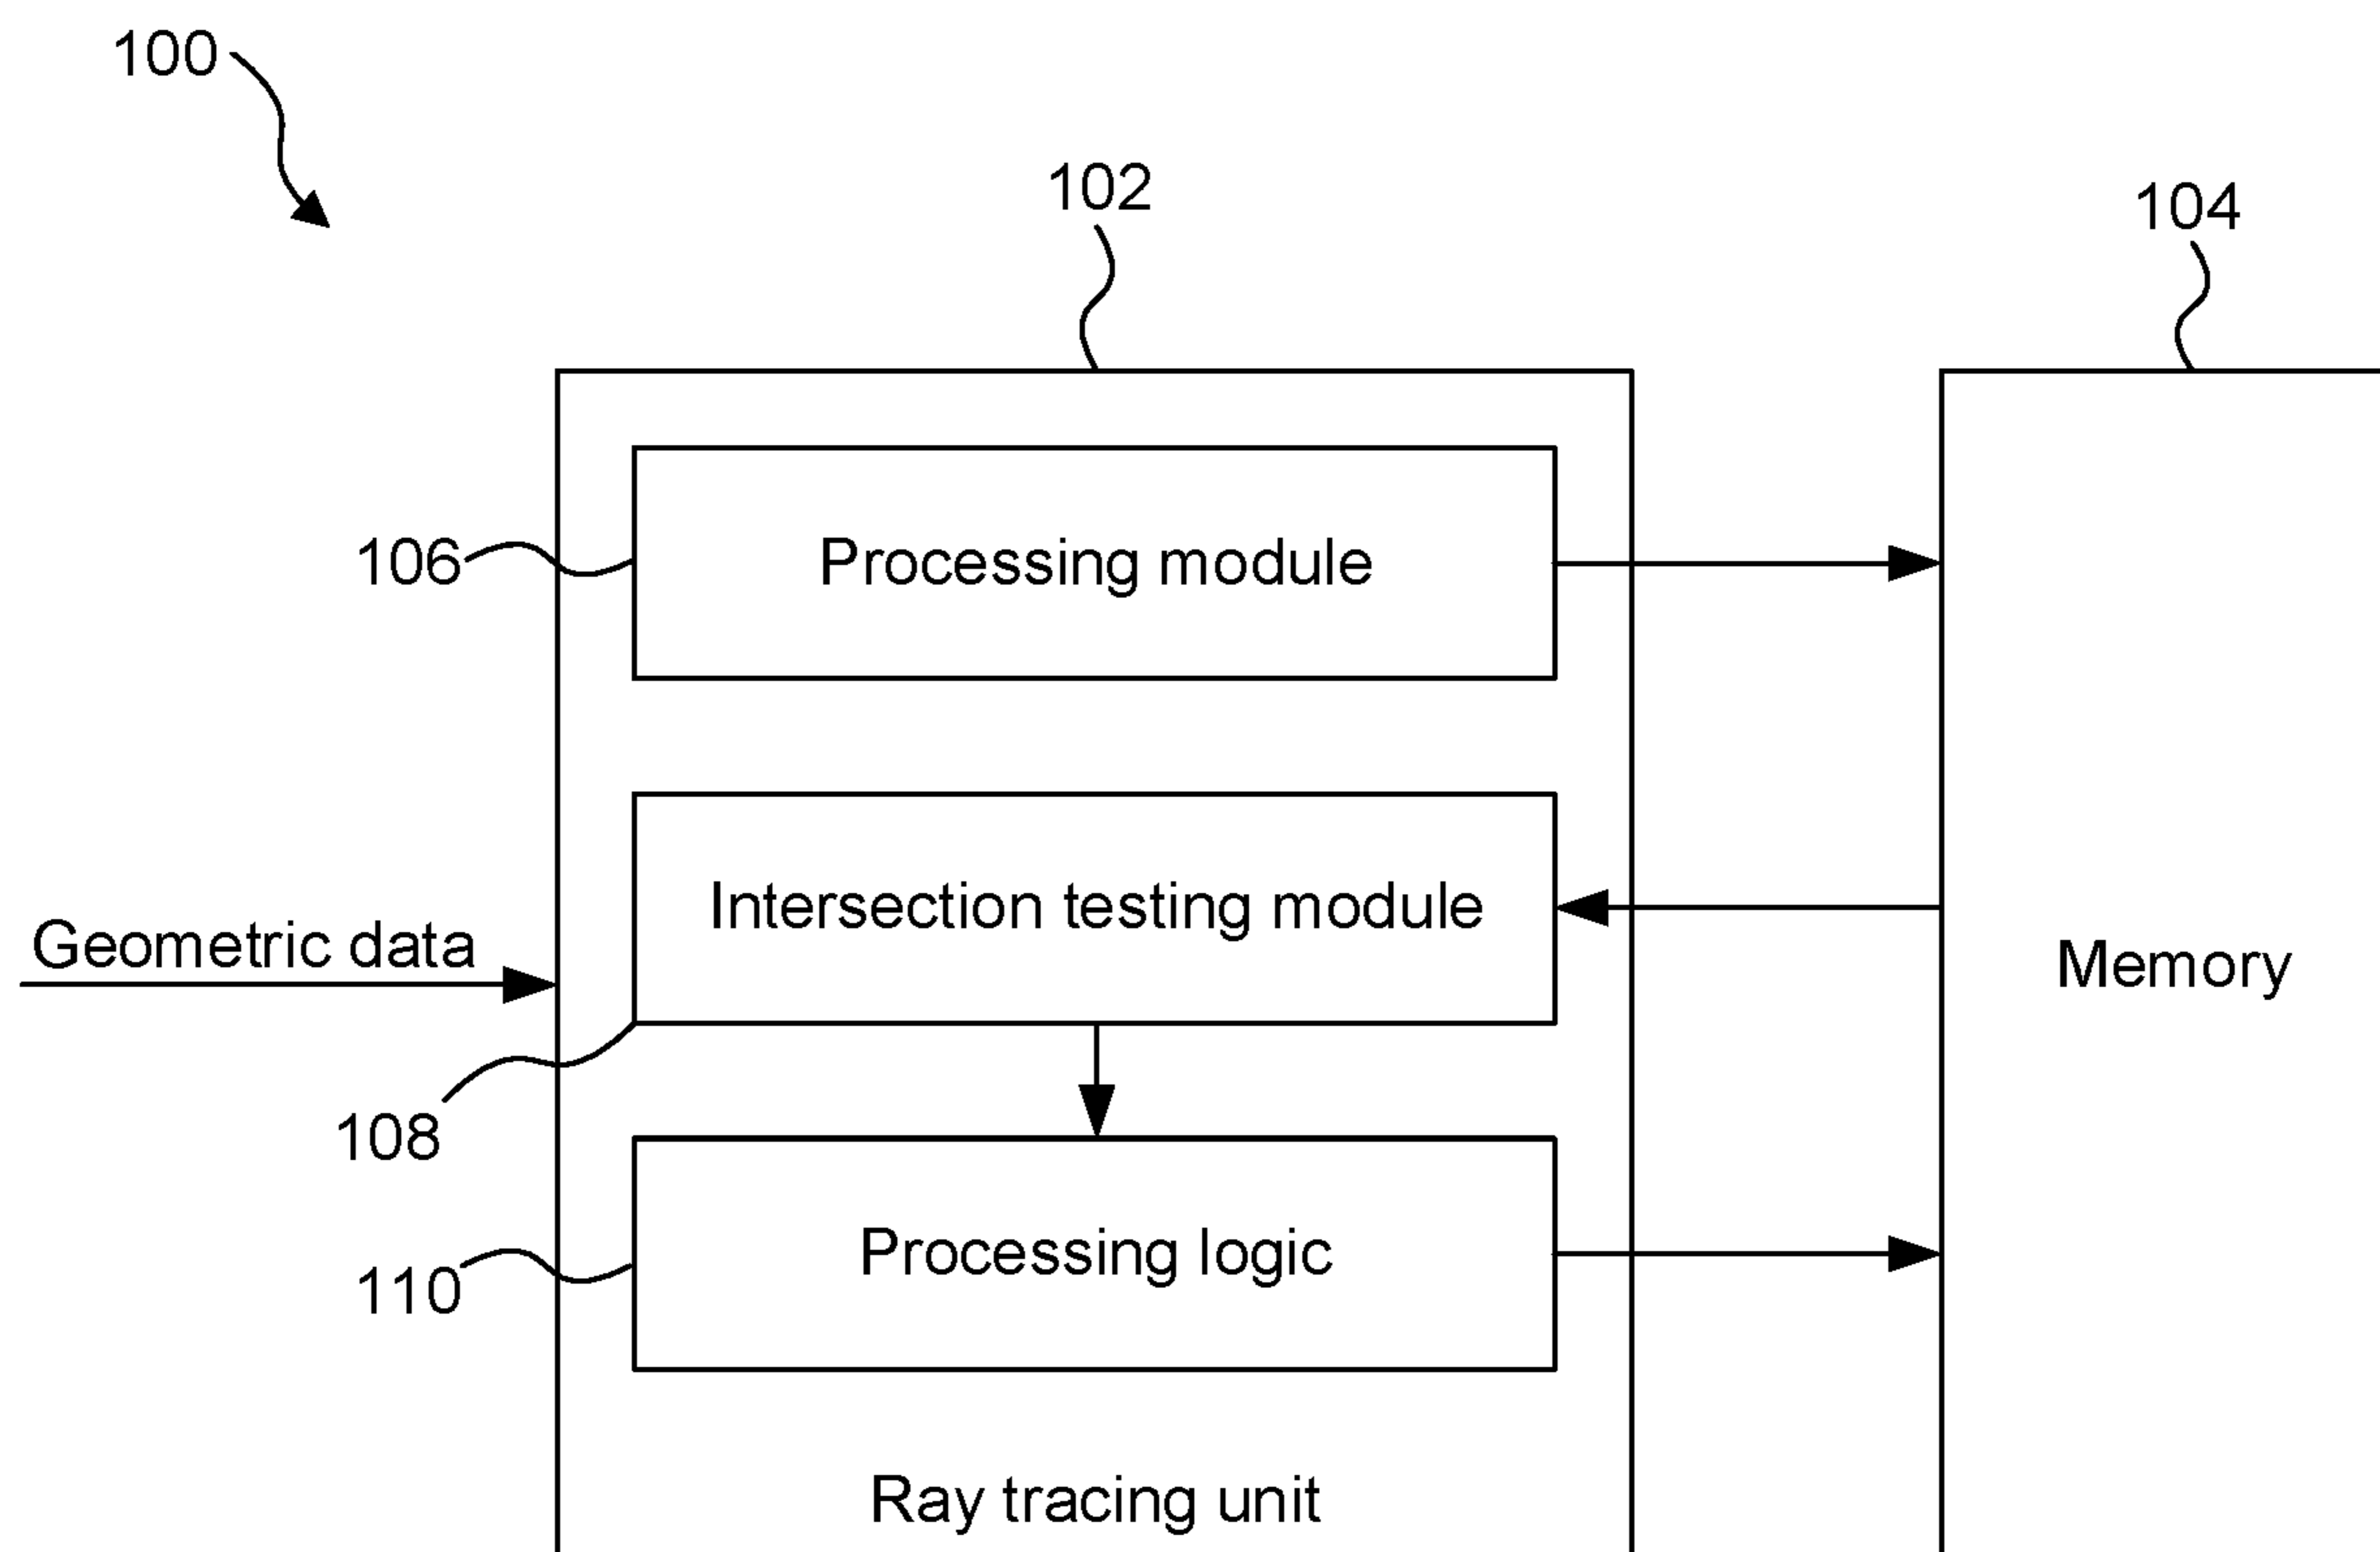 100
102
104
106
Processing module
Intersection testing module
Geometric data
Memory
108
Processing logic
110
Ray tracing unit